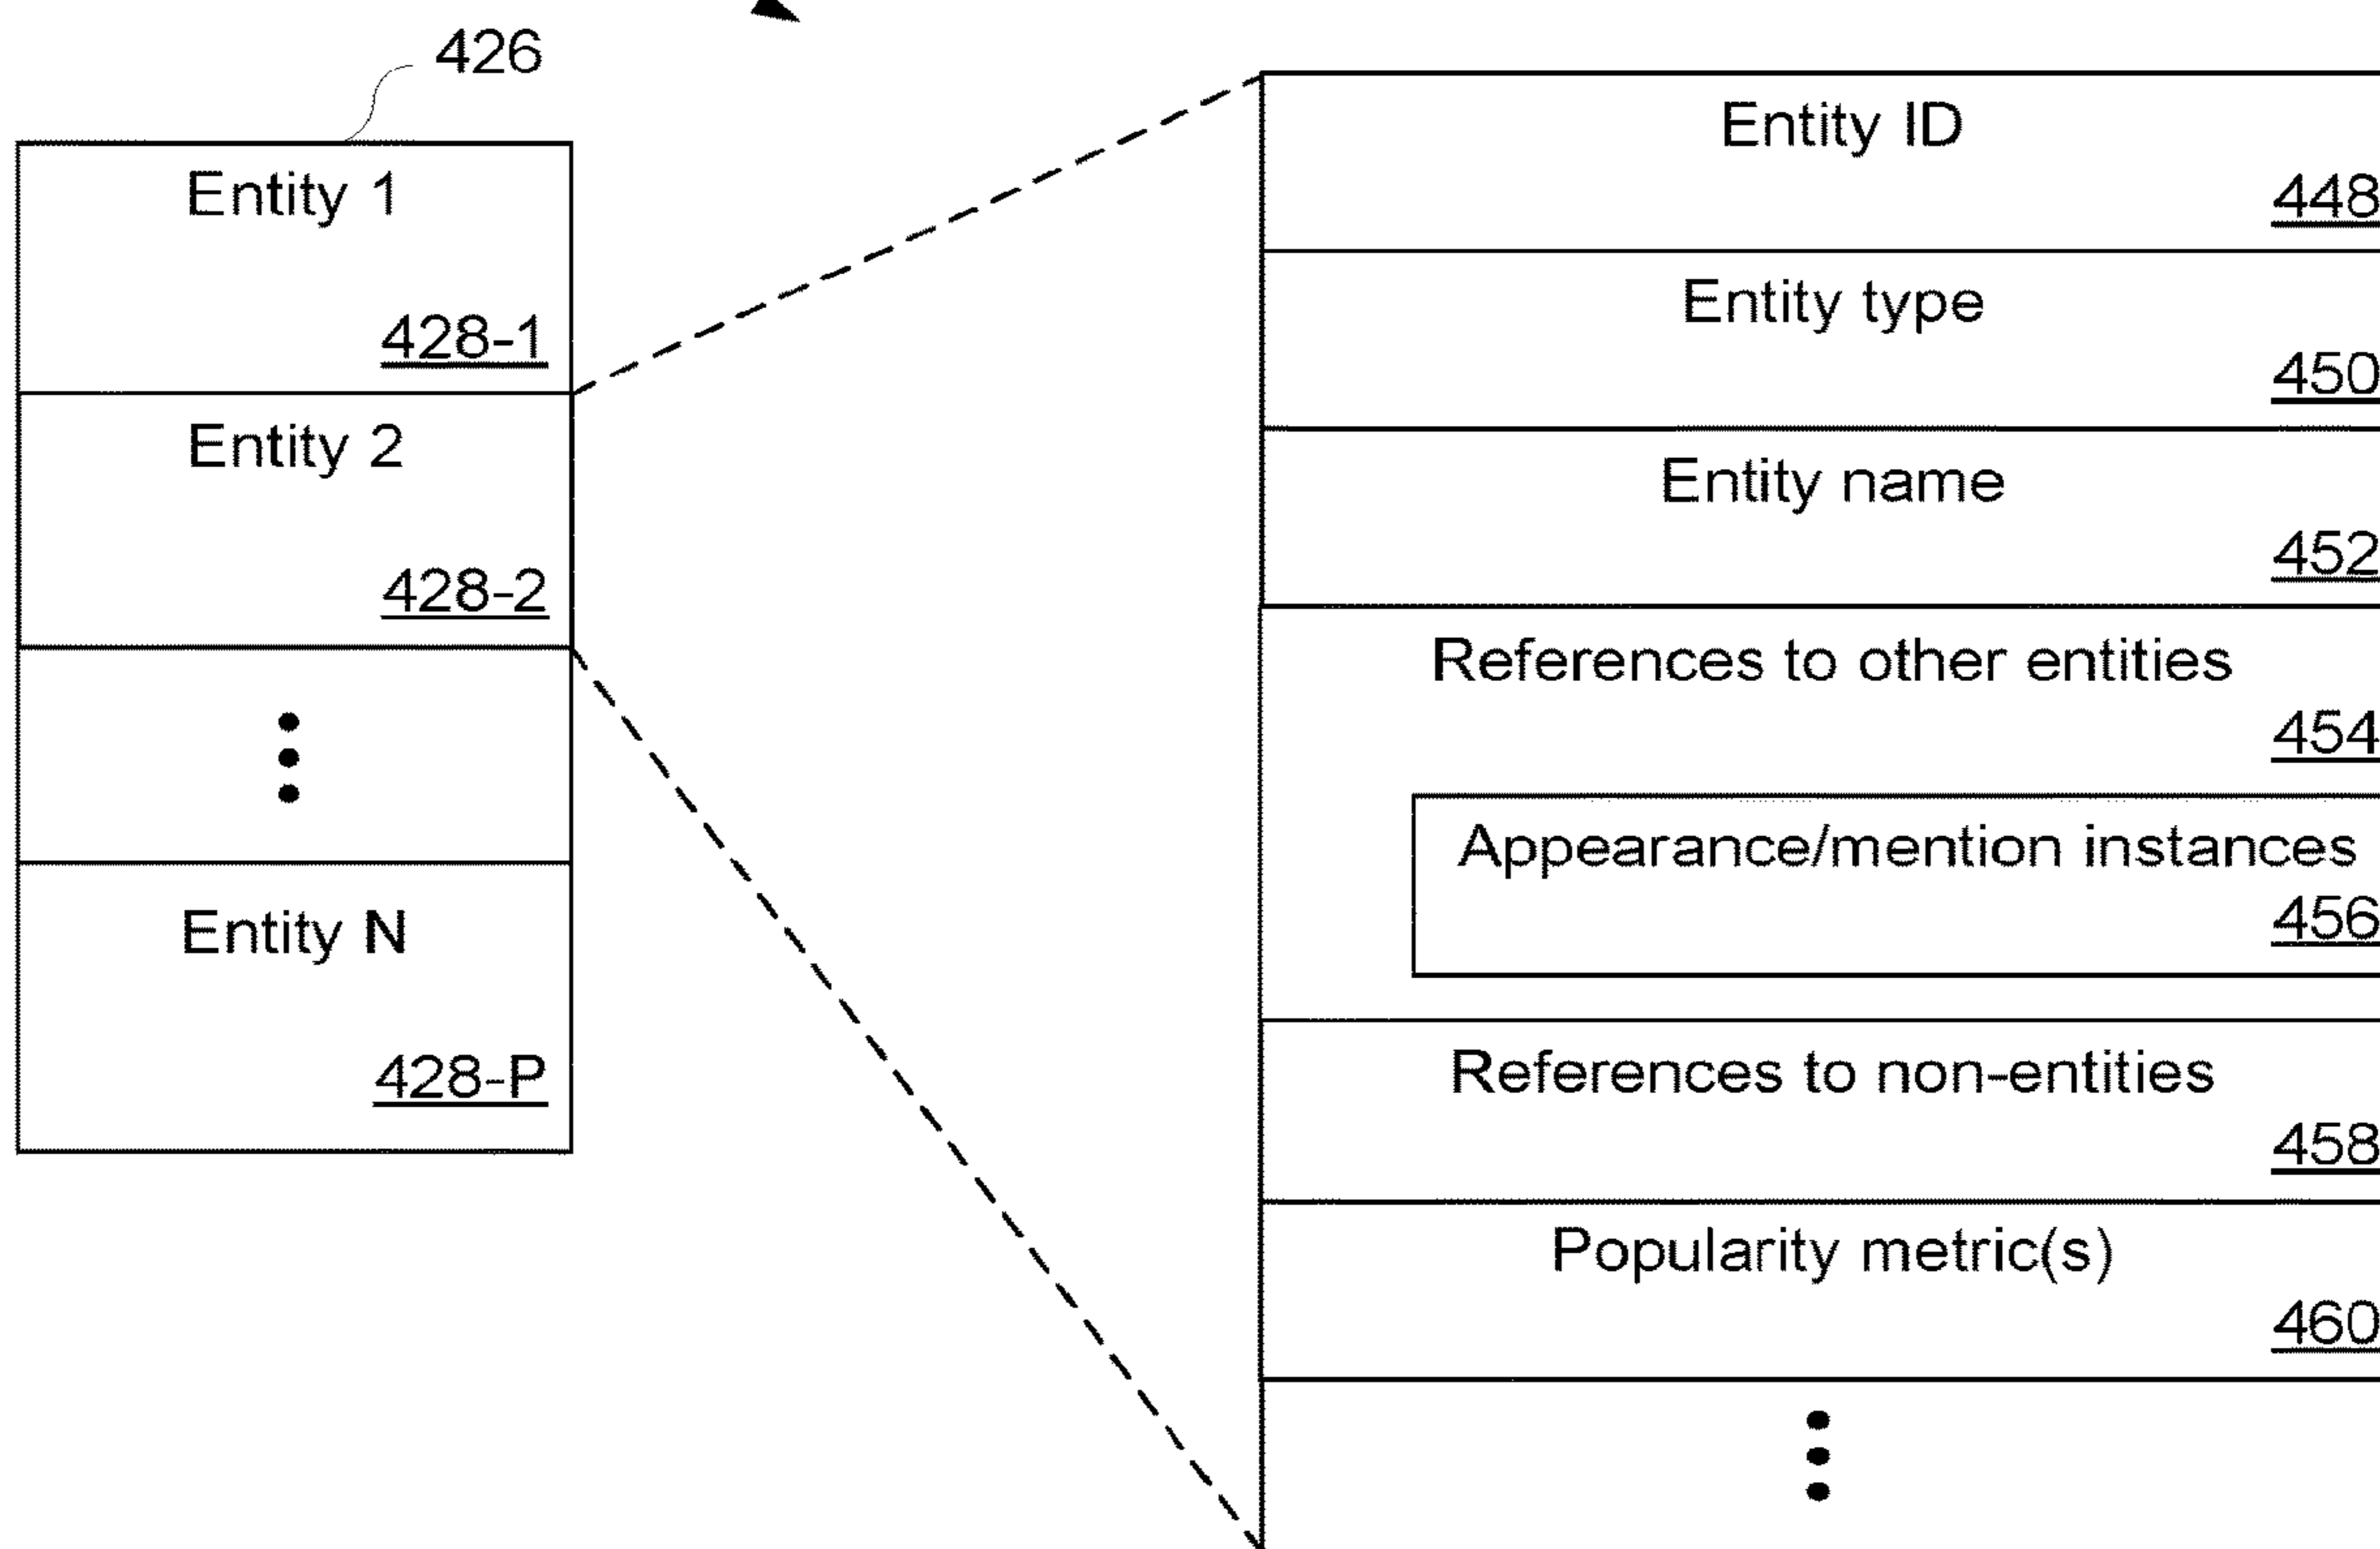 426
Entity 1
428-1
Entity 2
428-2
Entity N
428-P
Entity ID
448
Entity type
450
Entity name
452
References to other entities
454
Appearance/mention instances
456
References to non-entities
458
Popularity metric(s)
460